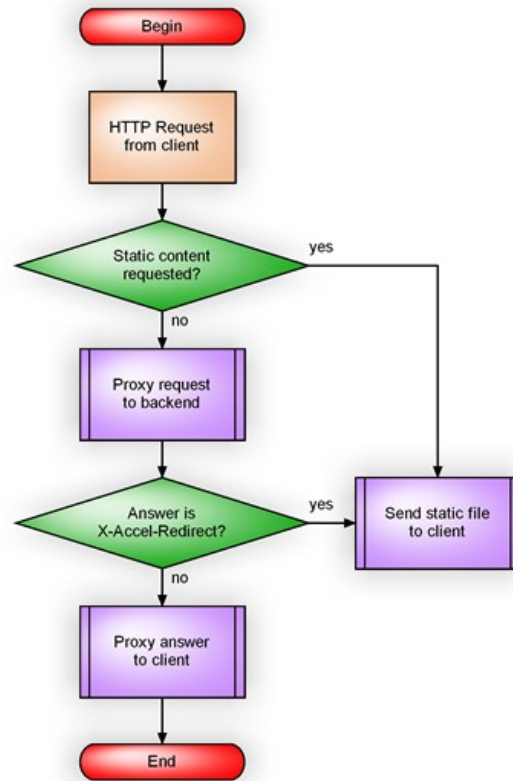 Begin
HTTP Request
from client
Static content
requested?
yes
no
Proxy request
to backend
Answer is
X-Accel-Redirect?
yes
Send static file
to client
no
Proxy answer
to client
End